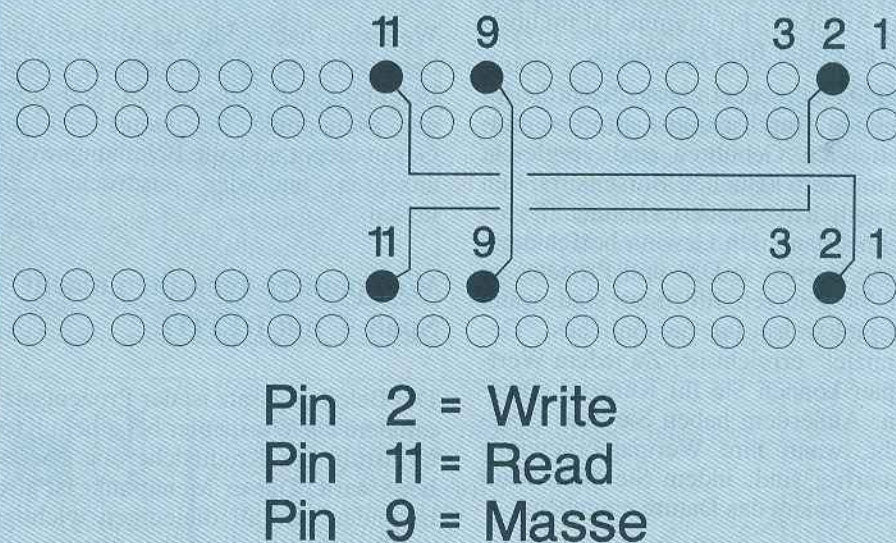 11 9 3 2 1
11 9 3 2 1
Pin 2 = Write
Pin 11 = Read
Pin 9 = Masse